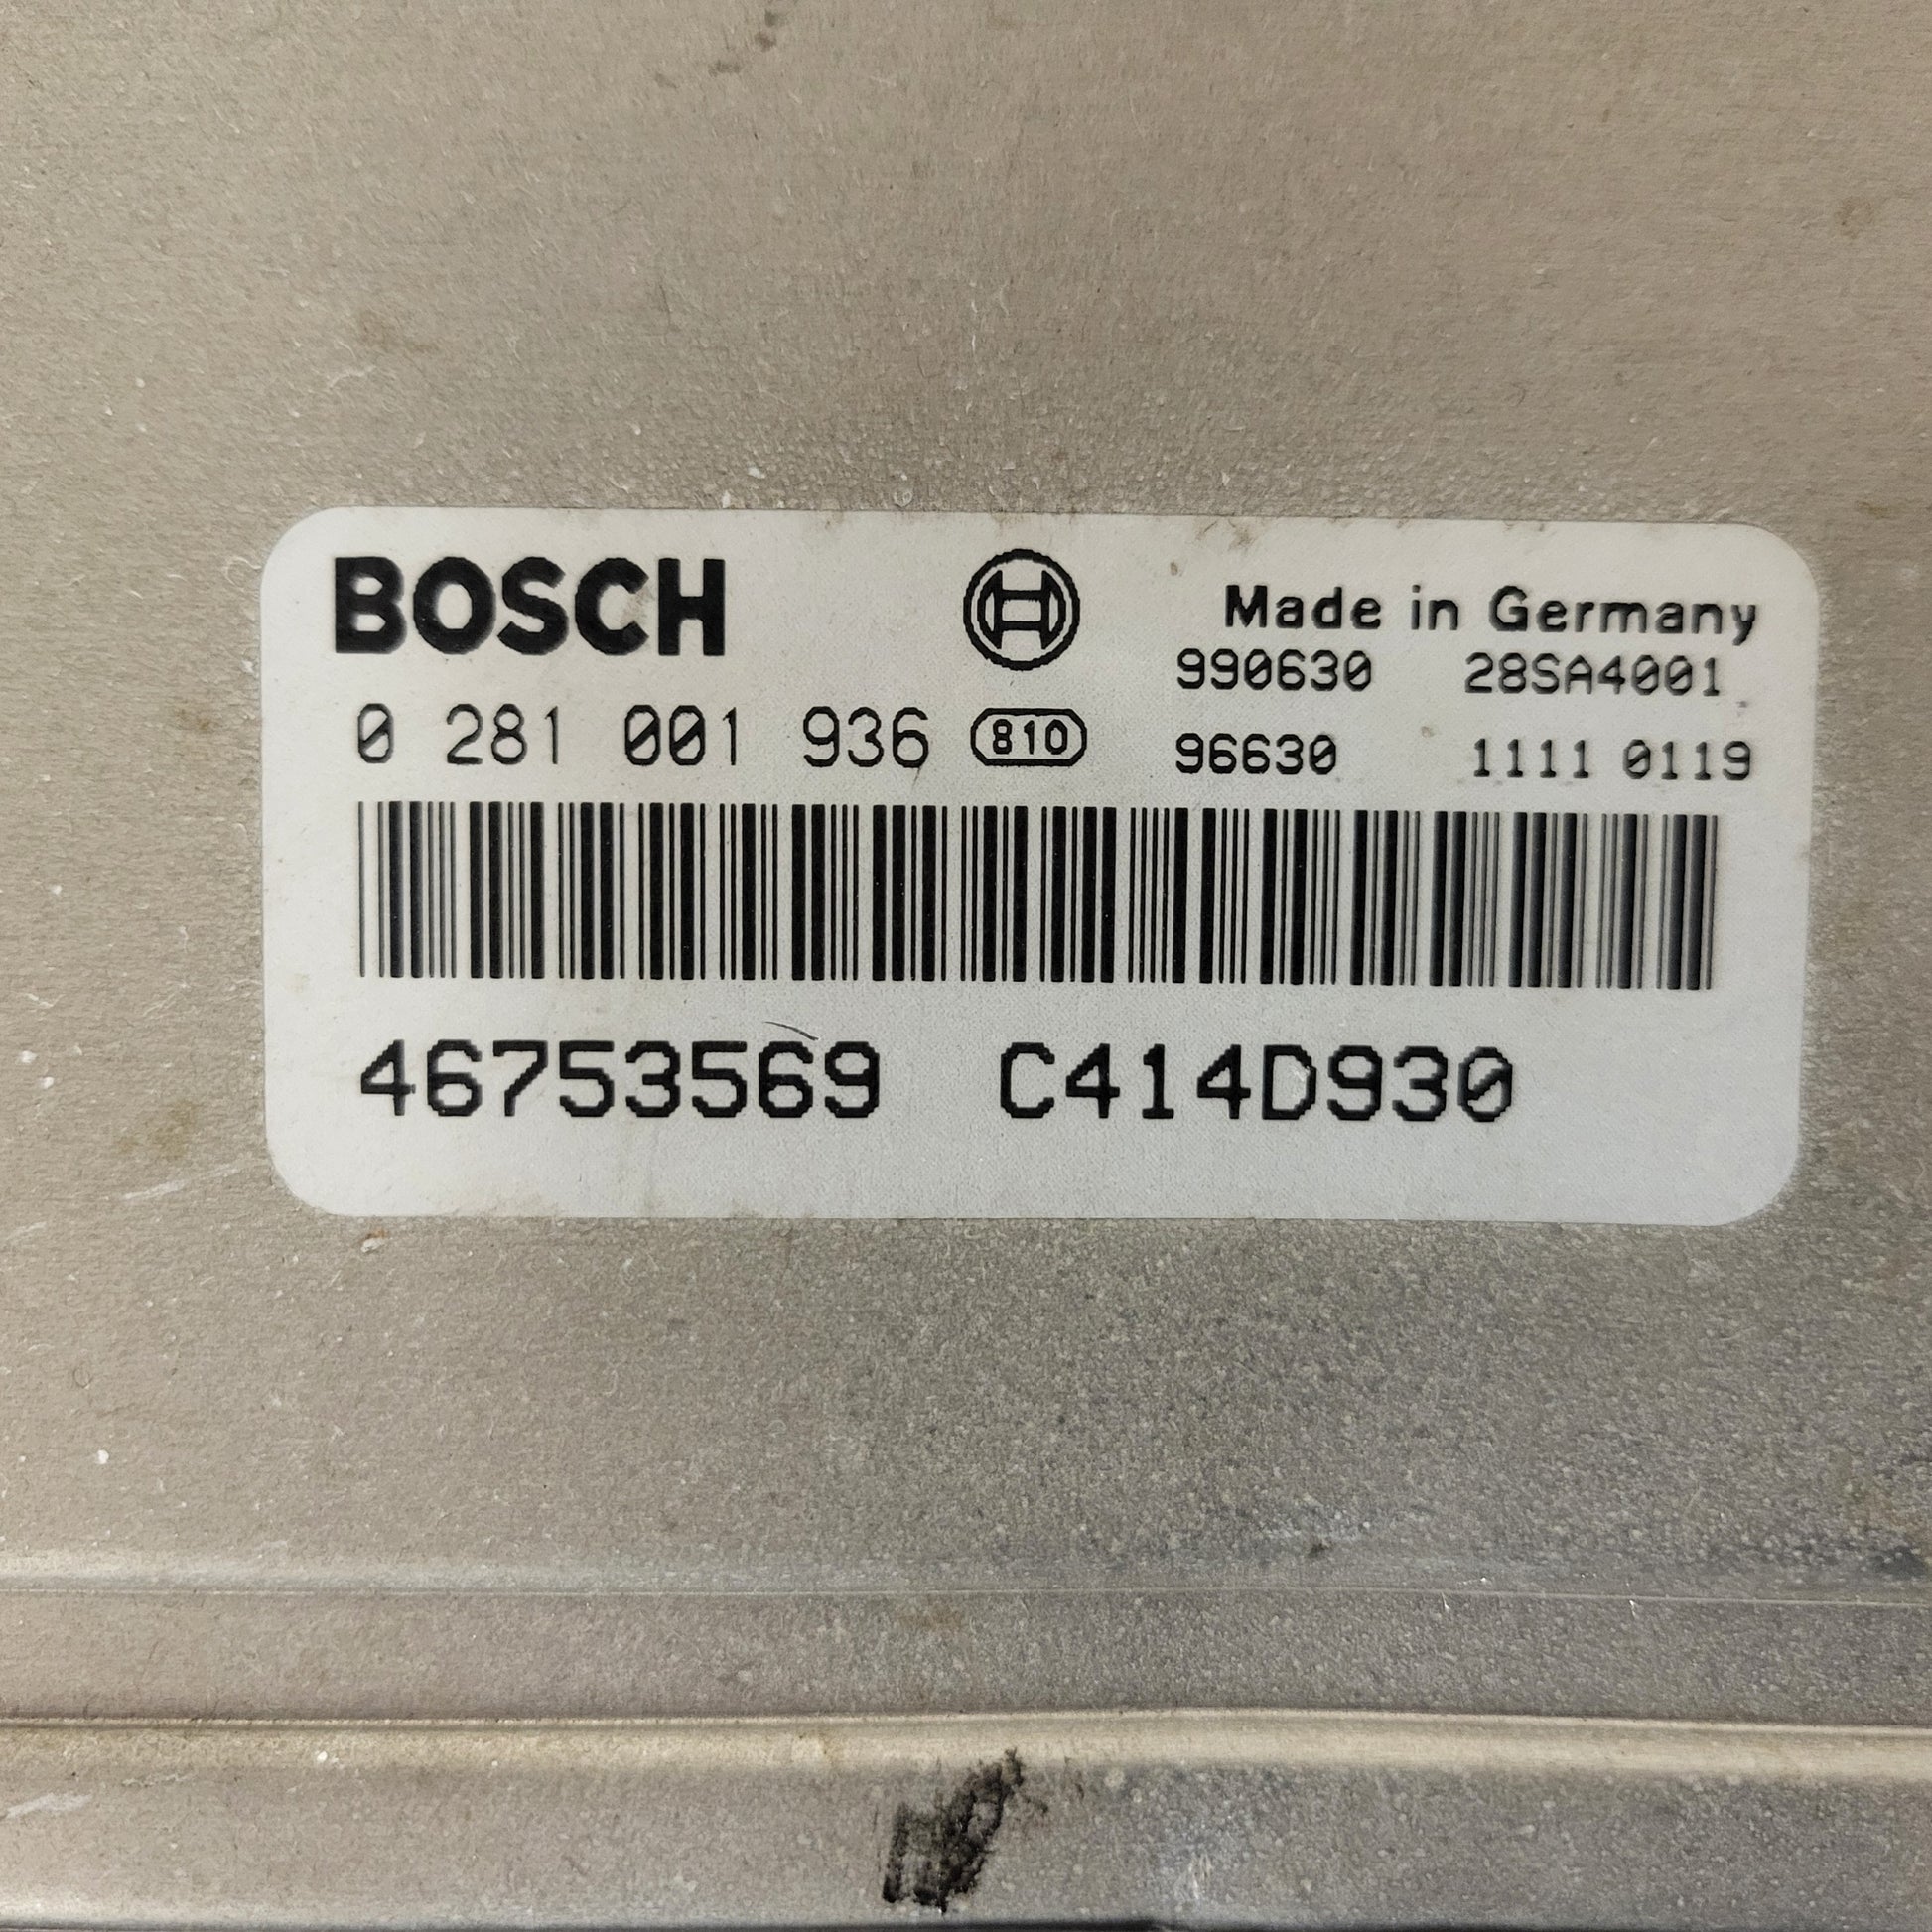 BOSCH
Made in Germany
990630 28SA4001
0 281 001 936 810
96630 1111 0119
46753569 C414D930